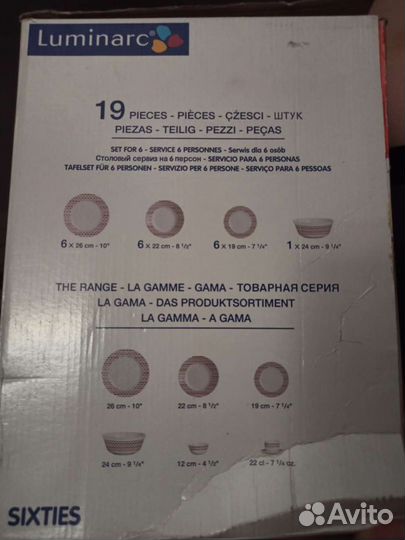 Luminarc
19 PIECES - PIÈCES - CZĘSCI - ШТУК
PIEZAS - TEILIG - PEZZI - PEÇAS
SET FOR 6 - SERVICE 6 PERSONNES - Serwis dla 6 osób
Столовый сервиз на 6 персон - SERVICIO PARA 6 PERSONAS
TAFELSET FÜR 6 PERSONEN - SERVIZIO PER 6 PERSONE - SERVIÇO PARA 6 PESSOAS
6 x 26 cm - 10" 6 x 22 cm - 8 1/2" 6 x 19 cm - 7 1/4" 1 x 24 cm - 9 1/4"
THE RANGE - LA GAMME - GAMA - ТОВАРНАЯ СЕРИЯ
LA GAMA - DAS PRODUKTSORTIMENT
LA GAMMA - A GAMA
26 cm - 10" 22 cm - 8 1/2" 19 cm - 7 1/4"
24 cm - 9 1/4" 12 cm - 4 1/2" 22 cl - 7 1/4 oz.
SIXTIES
Avito